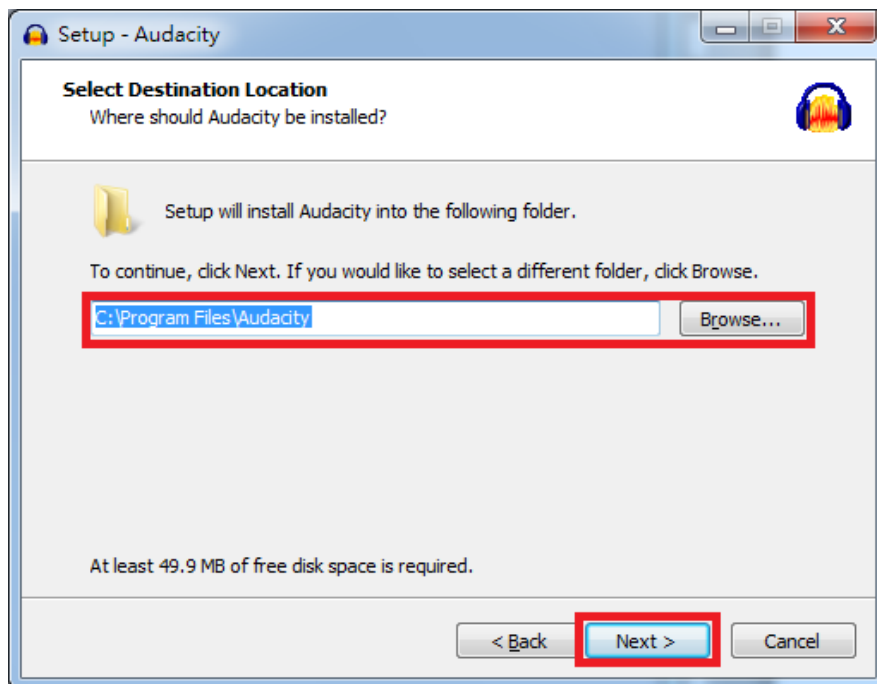 Setup - Audacity
Select Destination Location
Where should Audacity be installed?
Setup will install Audacity into the following folder.
To continue, click Next. If you would like to select a different folder, click Browse.
C:\Program Files\Audacity
Browse...
At least 49.9 MB of free disk space is required.
< Back Next > Cancel